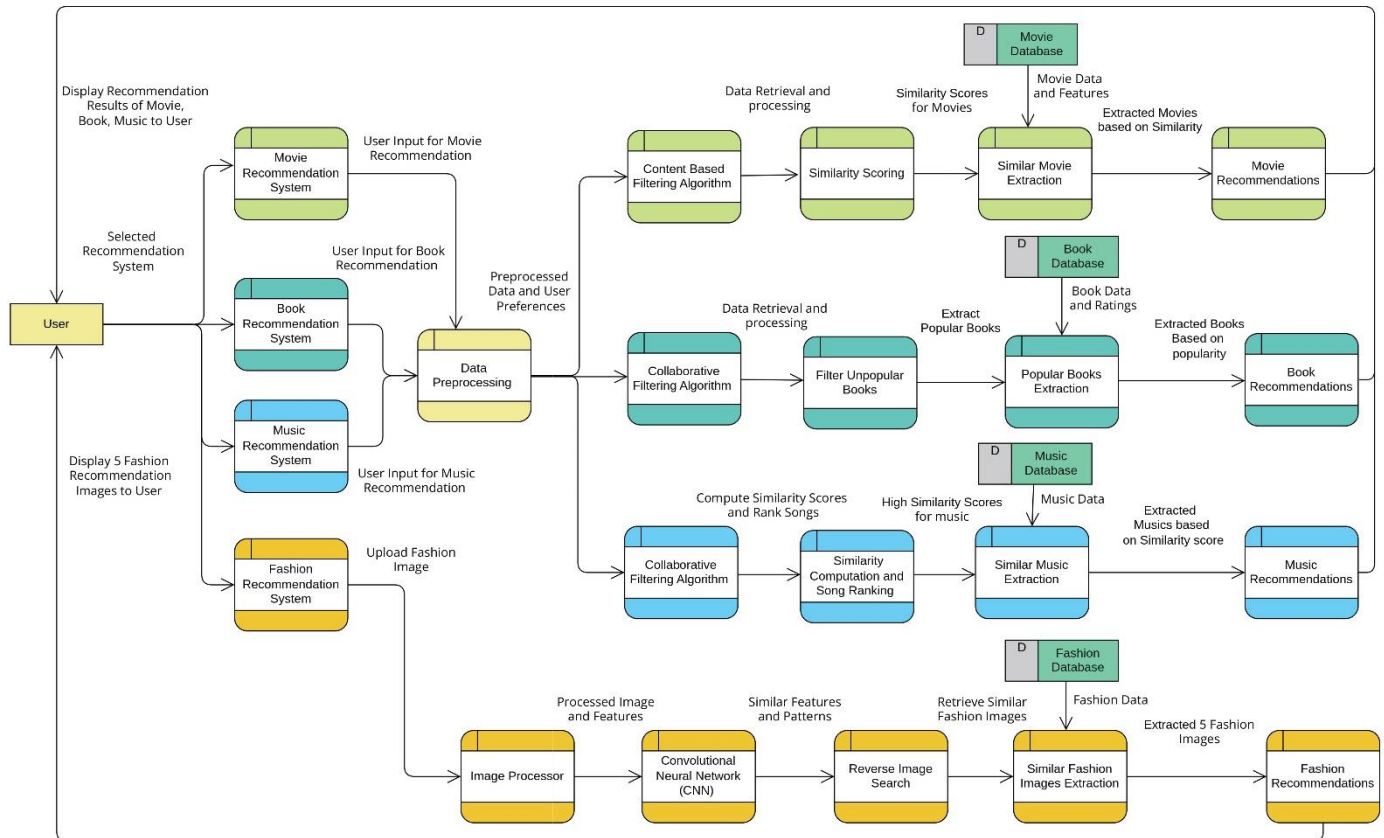 D
Movie
Database
Display Recommendation
Results of Movie,
Book, Music to User
Data Retrieval and
processing
Similarity Scores
for Movies
Movie Data
and Features
Extracted Movies
based on Similarity
User Input for Movie
Recommendation
Movie
Recommendation
System
Content Based
Filtering Algorithm
Similarity Scoring
Similar Movie
Extraction
Movie
Recommendations
Selected
Recommendation
System
User Input for Book
Recommendation
D
Book
Database
Preprocessed
Data and User
Preferences
Book Data
and Ratings
User
Book
Recommendation
System
Data Retrieval and
processing
Extract
Popular Books
Extracted Books
Based on
popularity
Data
Preprocessing
Collaborative
Filtering Algorithm
Filter Unpopular
Books
Popular Books
Extraction
Book
Recommendations
Music
Recommendation
System
D
Music
Database
Display 5 Fashion
Recommendation
Images to User
User Input for Music
Recommendation
Compute Similarity Scores
and Rank Songs
High Similarity Scores
for music
Music Data
Extracted
Musics based
on Similarity score
Fashion
Recommendation
System
Upload Fashion
Image
Collaborative
Filtering Algorithm
Similarity
Computation and
Song Ranking
Similar Music
Extraction
Music
Recommendations
D
Fashion
Database
Processed Image
and Features
Similar Features
and Patterns
Retrieve Similar
Fashion Images
Fashion Data
Extracted 5 Fashion
Images
Image Processor
Convolutional
Neural Network
(CNN)
Reverse Image
Search
Similar Fashion
Images Extraction
Fashion
Recommendations